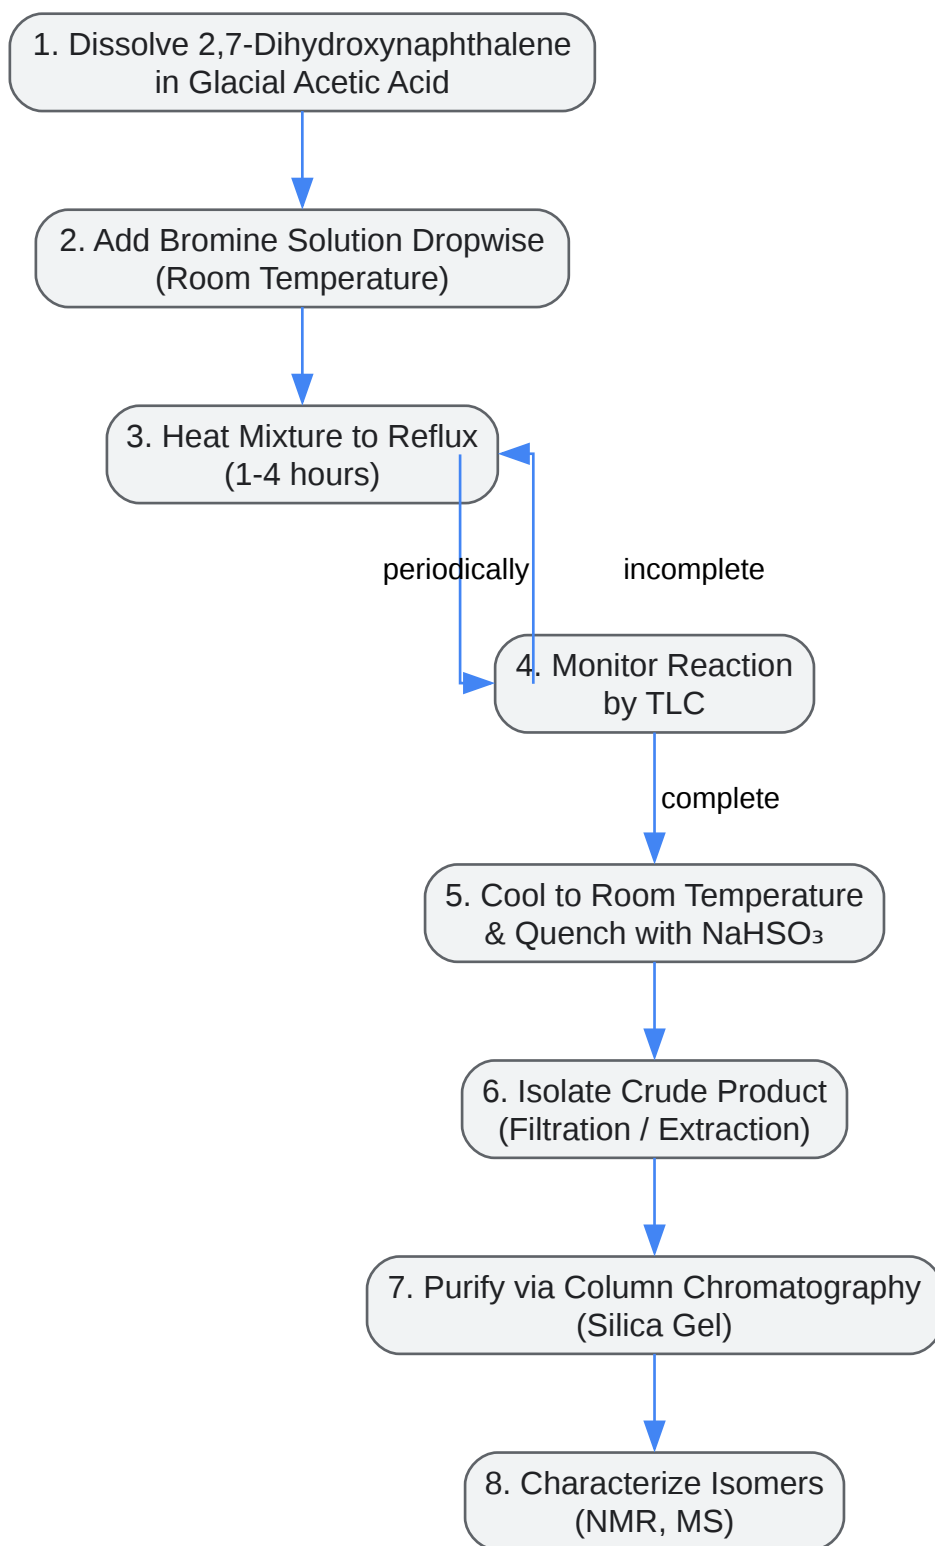 1. Dissolve 2,7-Dihydroxynaphthalene
in Glacial Acetic Acid
2. Add Bromine Solution Dropwise
(Room Temperature)
3. Heat Mixture to Reflux
(1-4 hours)
periodically
incomplete
4. Monitor Reaction
by TLC
complete
5. Cool to Room Temperature
& Quench with NaHSO₃
6. Isolate Crude Product
(Filtration / Extraction)
7. Purify via Column Chromatography
(Silica Gel)
8. Characterize Isomers
(NMR, MS)